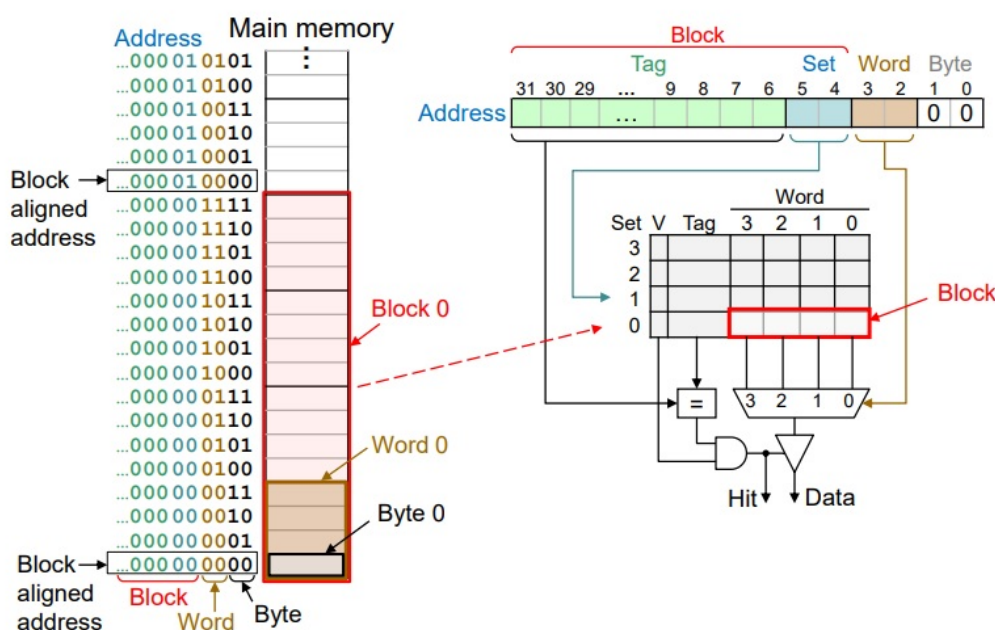 Address
Main memory
...000 01 01 01
...000 01 01 00
...000 01 00 11
...000 01 00 10
...000 01 00 01
...000 01 00 00
...000 00 11 11
...000 00 11 10
...000 00 11 01
...000 00 11 00
...000 00 10 11
...000 00 10 10
...000 00 10 01
...000 00 10 00
...000 00 01 11
...000 00 01 10
...000 00 01 01
...000 00 01 00
...000 00 00 11
...000 00 00 10
...000 00 00 01
...000 00 00 00
Block
aligned
address
Block
aligned
address
Block
Word
Byte
Block 0
Word 0
Byte 0
Block
Tag Set Word Byte
31 30 29 ... 9 8 7 6 5 4 3 2 1 0
Address ... 0 0
Word
Set V Tag 3 2 1 0
3
2
1
0
Block
= 3 2 1 0
Hit Data